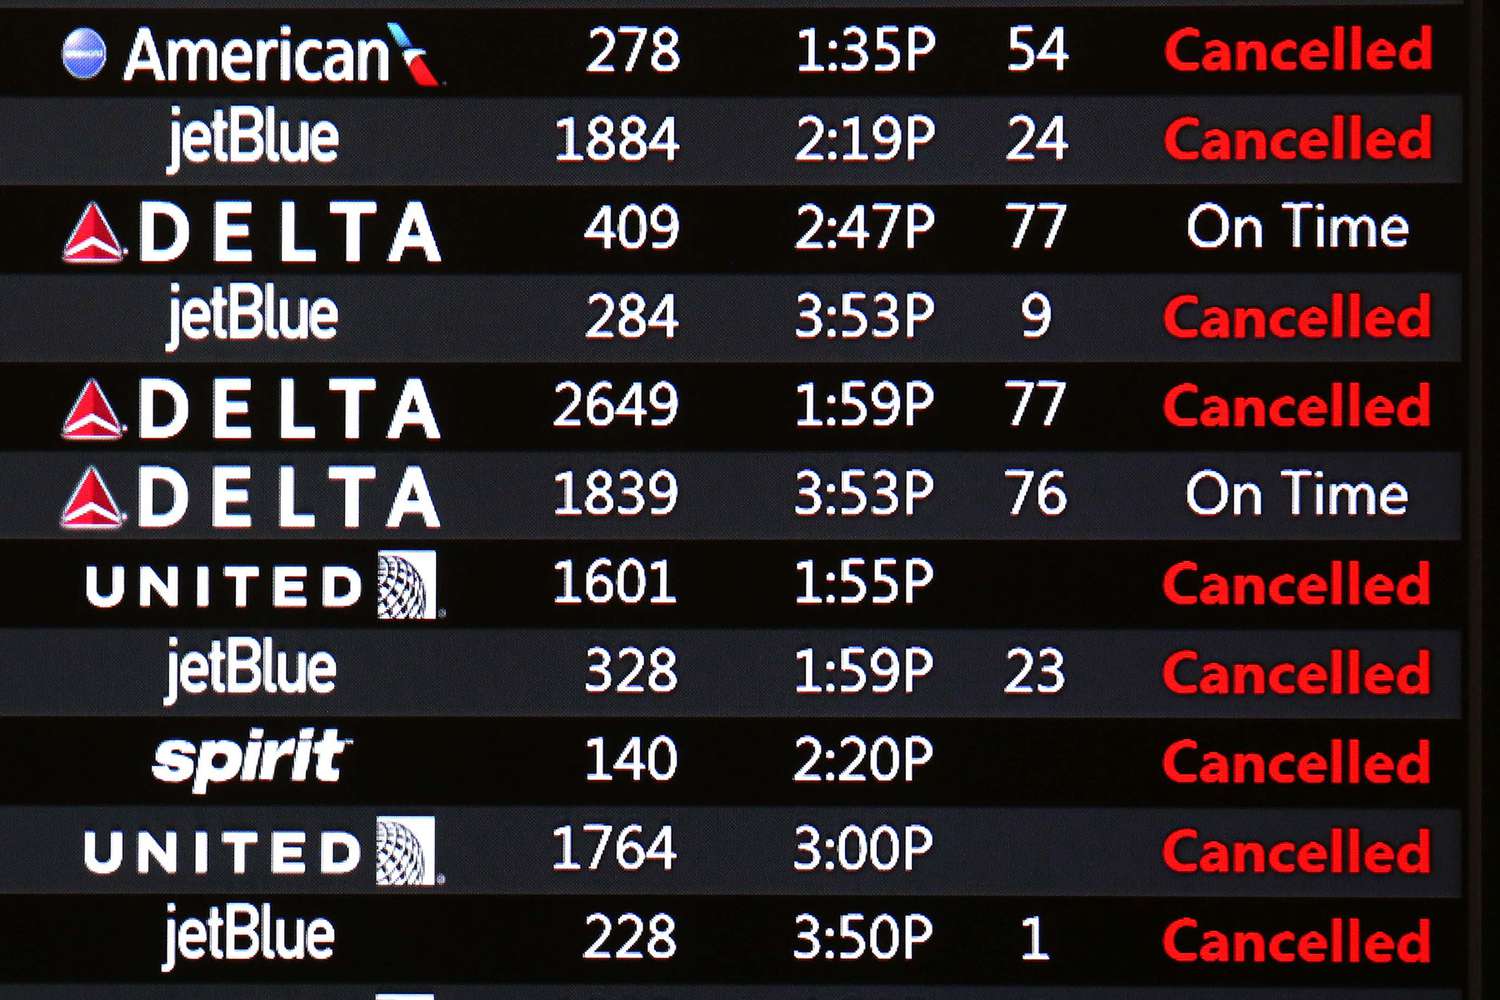 American 278 1:35P 54 Cancelled
jetBlue 1884 2:19P 24 Cancelled
DELTA 409 2:47P 77 On Time
jetBlue 284 3:53P 9 Cancelled
DELTA 2649 1:59P 77 Cancelled
DELTA 1839 3:53P 76 On Time
UNITED 1601 1:55P Cancelled
jetBlue 328 1:59P 23 Cancelled
spirit 140 2:20P Cancelled
UNITED 1764 3:00P Cancelled
jetBlue 228 3:50P 1 Cancelled